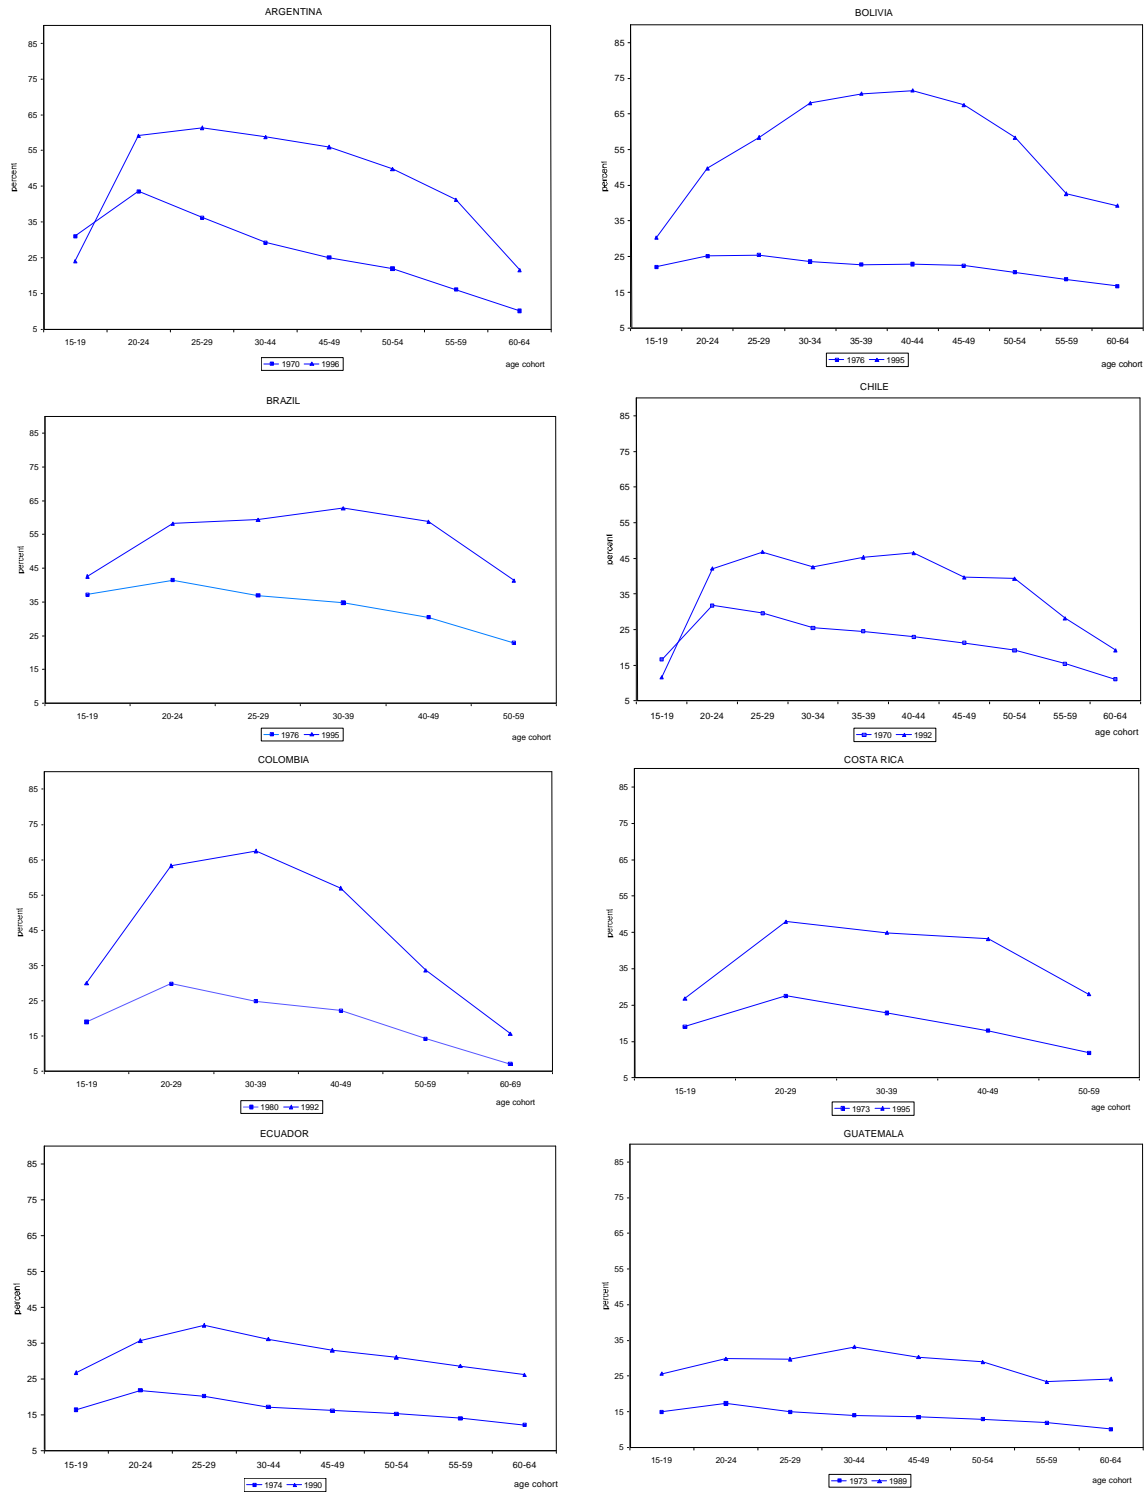 ARGENTINA
85
75
65
55
45
35
25
15
5
percent
15-19 20-24 25-29 30-44 45-49 50-54 55-59 60-64
1970 1996
age cohort
BOLIVIA
85
75
65
55
45
35
25
15
5
percent
15-19 20-24 25-29 30-34 35-39 40-44 45-49 50-54 55-59 60-64
1976 1995
age cohort
BRAZIL
85
75
65
55
45
35
25
15
5
percent
15-19 20-24 25-29 30-39 40-49 50-59
1976 1995
age cohort
CHILE
85
75
65
55
45
35
25
15
5
percent
15-19 20-24 25-29 30-34 35-39 40-44 45-49 50-54 55-59 60-64
1970 1992
age cohort
COLOMBIA
85
75
65
55
45
35
25
15
5
percent
15-19 20-29 30-39 40-49 50-59 60-69
1980 1992
age cohort
COSTA RICA
85
75
65
55
45
35
25
15
5
percent
15-19 20-29 30-39 40-49 50-59
1973 1995
age cohort
ECUADOR
85
75
65
55
45
35
25
15
5
percent
15-19 20-24 25-29 30-44 45-49 50-54 55-59 60-64
1974 1990
age cohort
GUATEMALA
85
75
65
55
45
35
25
15
5
percent
15-19 20-24 25-29 30-44 45-49 50-54 55-59 60-64
1973 1989
age cohort